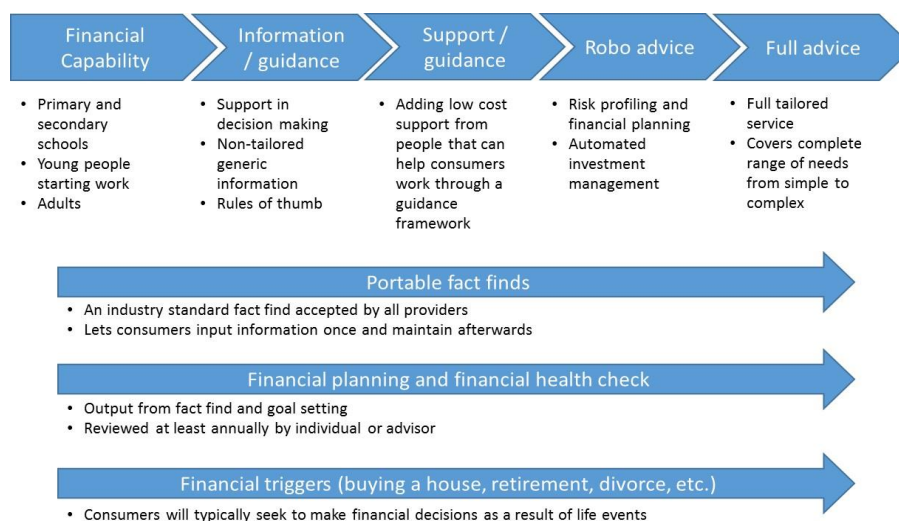 Financial
Capability
Information
/ guidance
Support /
guidance
Robo advice
Full advice
• Primary and
secondary
schools
• Young people
starting work
• Adults
• Support in
decision making
• Non-tailored
generic
information
• Rules of thumb
• Adding low cost
support from
people that can
help consumers
work through a
guidance
framework
• Risk profiling and
financial planning
• Automated
investment
management
• Full tailored
service
• Covers complete
range of needs
from simple to
complex
Portable fact finds
• An industry standard fact find accepted by all providers
• Lets consumers input information once and maintain afterwards
Financial planning and financial health check
• Output from fact find and goal setting
• Reviewed at least annually by individual or advisor
Financial triggers (buying a house, retirement, divorce, etc.)
• Consumers will typically seek to make financial decisions as a result of life events